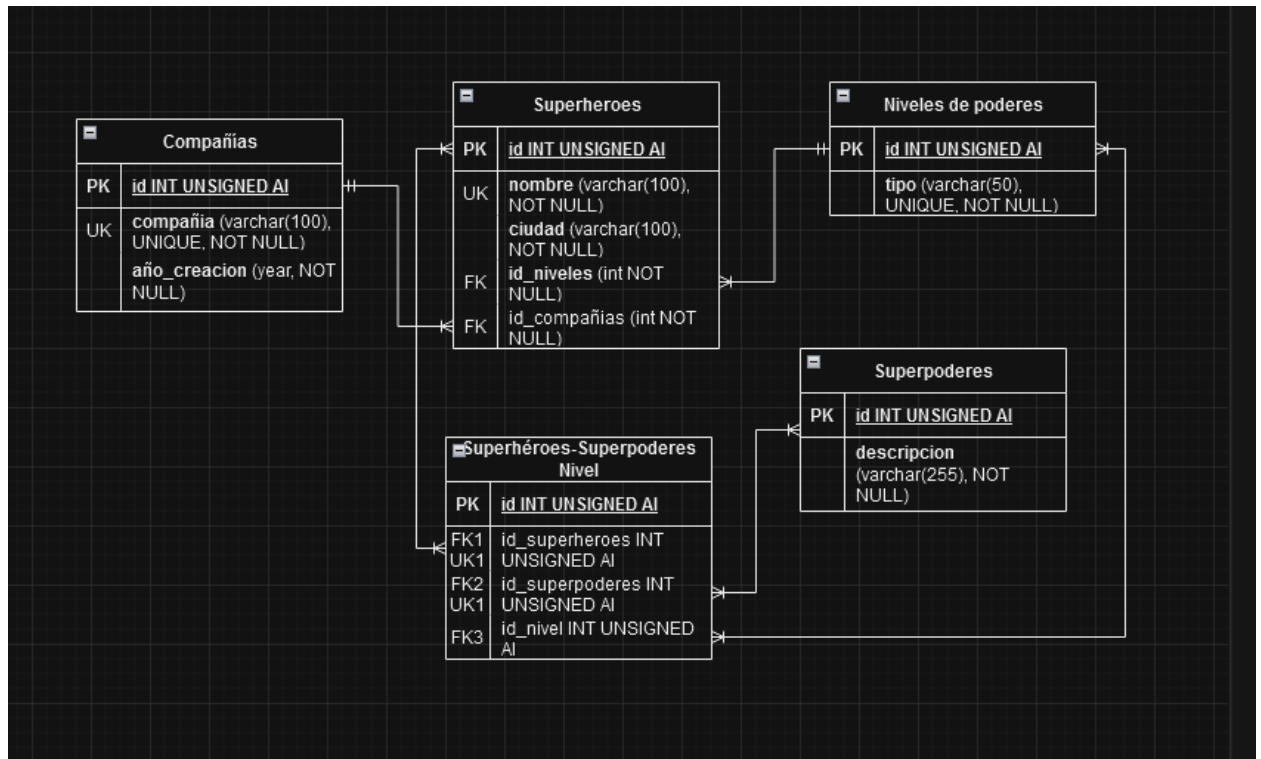 Compañías
PK id INT UNSIGNED AI
UK compañia (varchar(100),
UNIQUE, NOT NULL)
año_creacion (year, NOT
NULL)
Superheroes
PK id INT UNSIGNED AI
UK nombre (varchar(100),
NOT NULL)
ciudad (varchar(100),
NOT NULL)
FK id_niveles (int NOT
NULL)
FK id_compañias (int NOT
NULL)
Niveles de poderes
PK id INT UNSIGNED AI
tipo (varchar(50),
UNIQUE, NOT NULL)
Superpoderes
PK id INT UNSIGNED AI
descripcion
(varchar(255), NOT
NULL)
Superhéroes-Superpoderes
Nivel
PK id INT UNSIGNED AI
FK1 id_superheroes INT
UK1 UNSIGNED AI
FK2 id_superpoderes INT
UK1 UNSIGNED AI
FK3 id_nivel INT UNSIGNED
AI